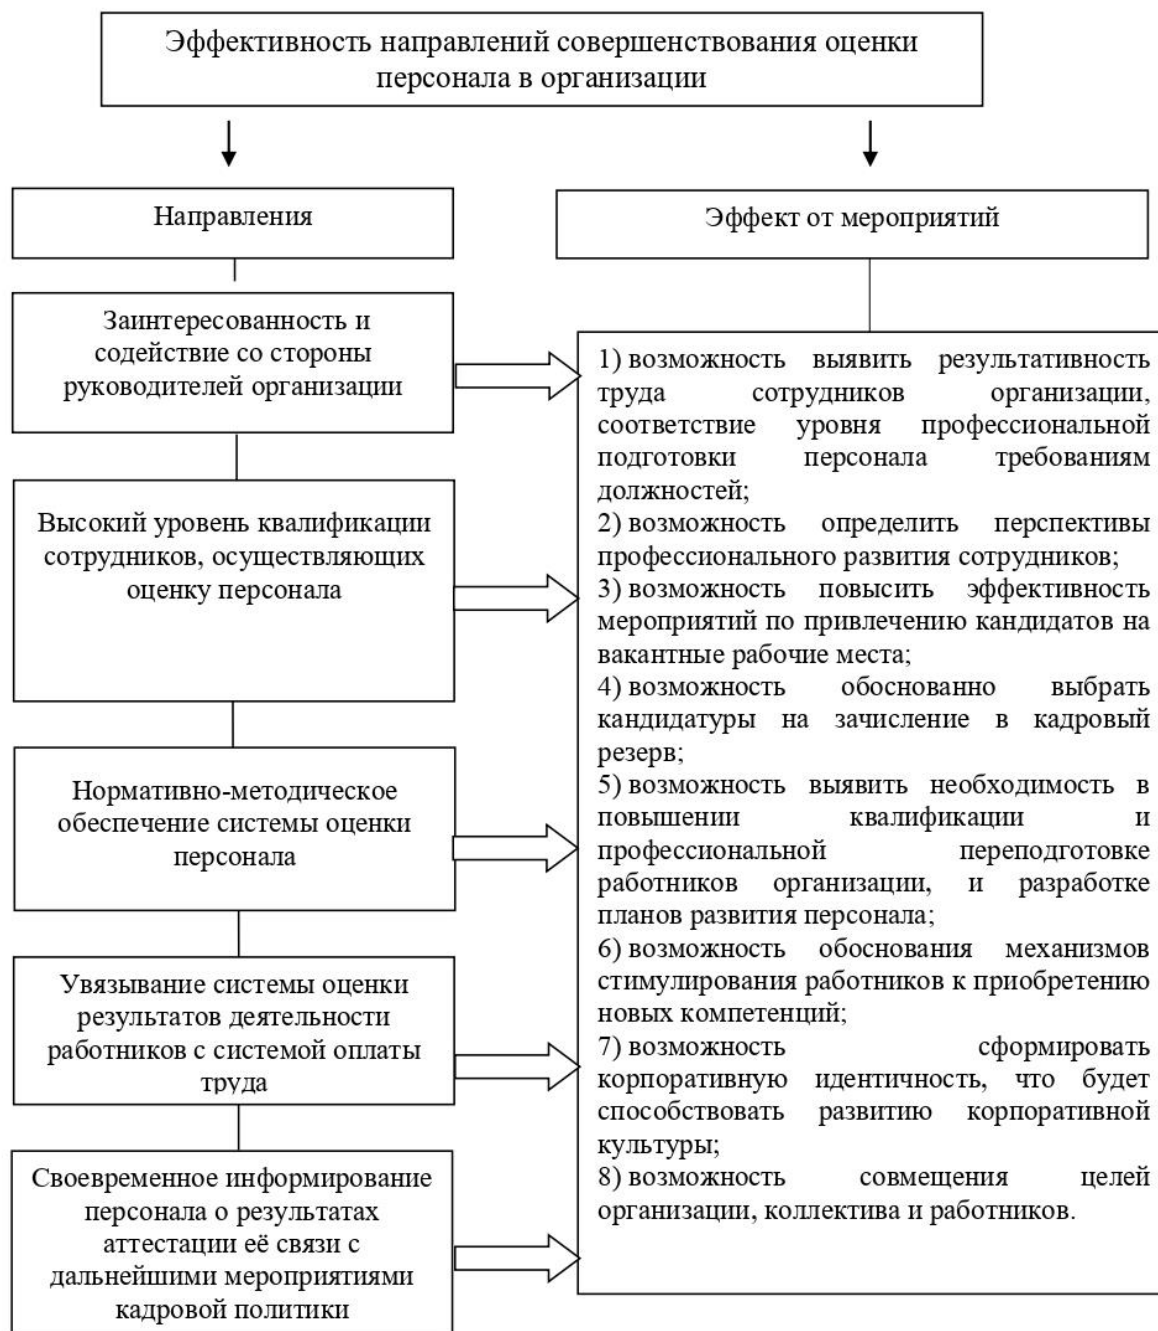 Эффективность направлений совершенствования оценки
персонала в организации
Направления
Эффект от мероприятий
Заинтересованность и
содействие со стороны
руководителей организации
Высокий уровень квалификации
сотрудников, осуществляющих
оценку персонала
Нормативно-методическое
обеспечение системы оценки
персонала
Увязывание системы оценки
результатов деятельности
работников с системой оплаты
труда
Своевременное информирование
персонала о результатах
аттестации её связи с
дальнейшими мероприятиями
кадровой политики
1) возможность выявить результативность
труда сотрудников организации,
соответствие уровня профессиональной
подготовки персонала требованиям
должностей;
2) возможность определить перспективы
профессионального развития сотрудников;
3) возможность повысить эффективность
мероприятий по привлечению кандидатов на
вакантные рабочие места;
4) возможность обоснованно выбрать
кандидатуры на зачисление в кадровый
резерв;
5) возможность выявить необходимость в
повышении квалификации и
профессиональной переподготовке
работников организации, и разработке
планов развития персонала;
6) возможность обоснования механизмов
стимулирования работников к приобретению
новых компетенций;
7) возможность сформировать
корпоративную идентичность, что будет
способствовать развитию корпоративной
культуры;
8) возможность совмещения целей
организации, коллектива и работников.